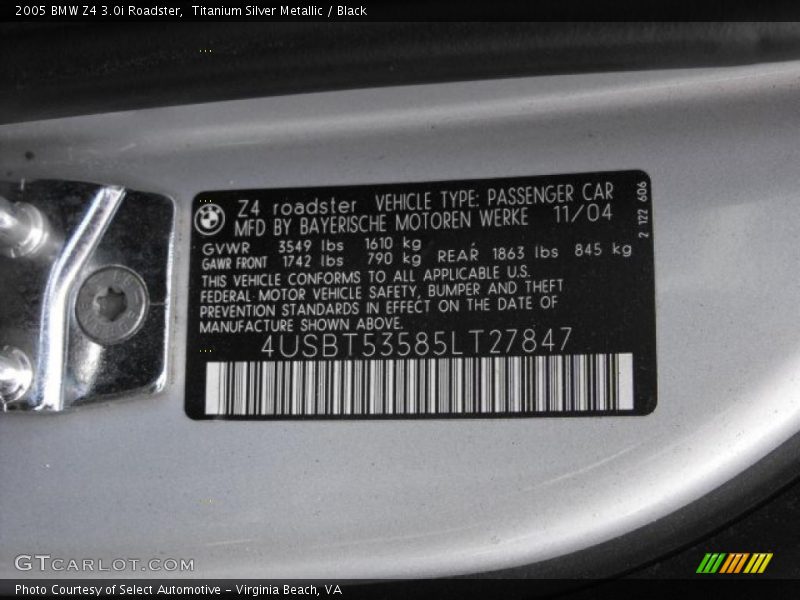 2005 BMW Z4 3.0i Roadster,  Titanium Silver Metallic / Black
Z4 roadster VEHICLE TYPE: PASSENGER CAR
MFD BY BAYERISCHE MOTOREN WERKE 11/04
GVWR 3549 lbs 1610 kg
GAWR FRONT 1742 lbs 790 kg REAR 1863 lbs 845 kg
THIS VEHICLE CONFORMS TO ALL APPLICABLE U.S.
FEDERAL MOTOR VEHICLE SAFETY, BUMPER AND THEFT
PREVENTION STANDARDS IN EFFECT ON THE DATE OF
MANUFACTURE SHOWN ABOVE.
4USBT53585LT27847
2 122 606
GTCARLOT.COM
Photo Courtesy of Select Automotive - Virginia Beach, VA